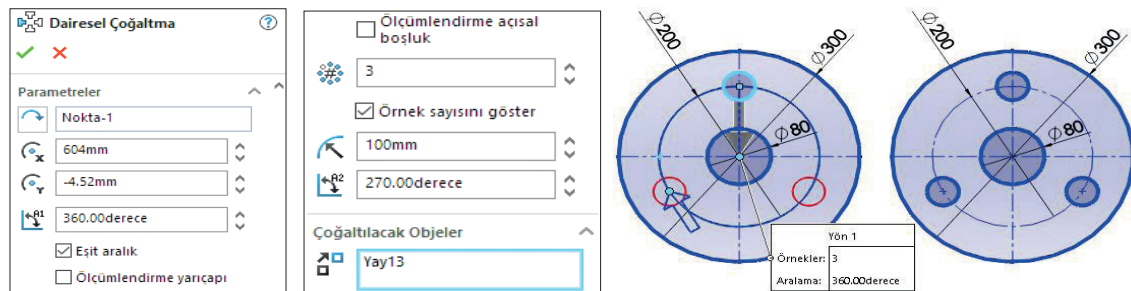 Dairesel Çoğaltma
Parametreler
Nokta-1
604mm
-4.52mm
360.00derece
Eşit aralık
Ölçümlendirme yarıçapı
Ölçümlendirme açısal
boşluk
3
Örnek sayısını göster
100mm
270.00derece
Çoğaltılacak Objeler
Yay13
Ø200
Ø300
Ø80
Yön 1
Örnekler: 3
Aralama: 360.00derece
Ø200
Ø300
Ø80